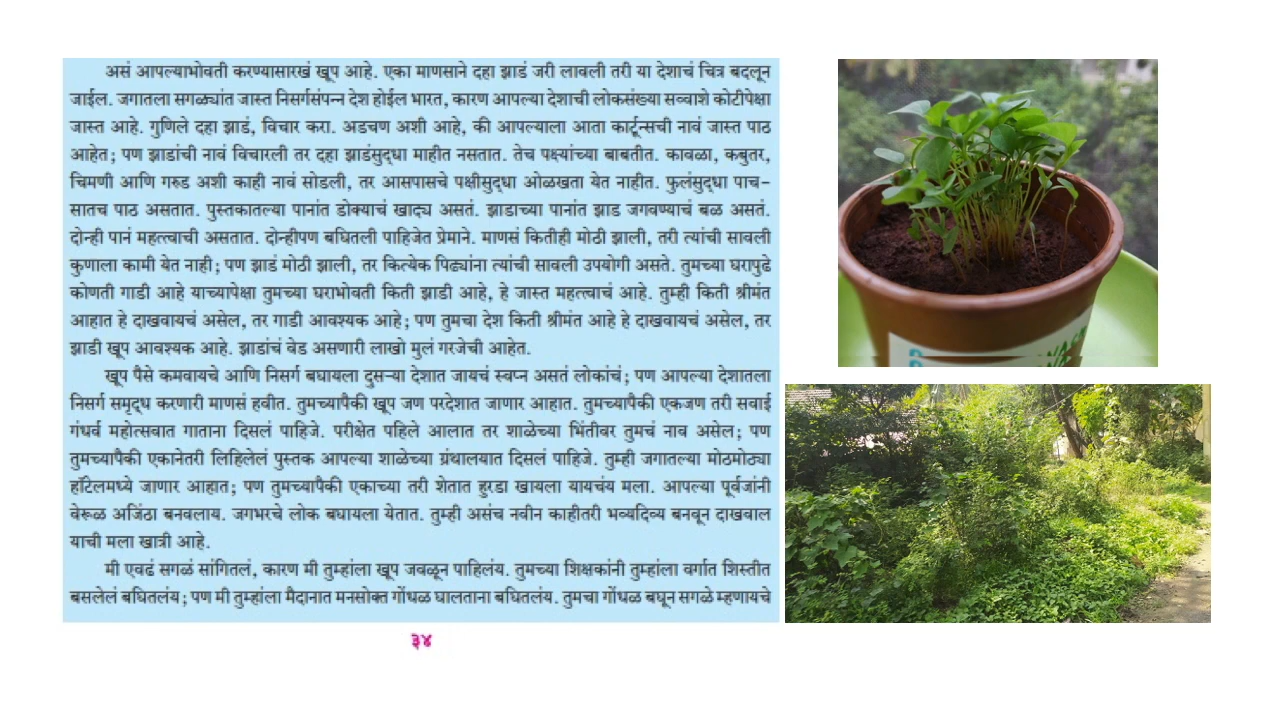 असं आपल्याभोवती करण्यासारखं खूप आहे. एका माणसाने दहा झाडं जरी लावली तरी या देशाचं चित्र बदलून
जाईल. जगातला सगळ्यांत जास्त निसर्गसंपन्न देश होईल भारत, कारण आपल्या देशाची लोकसंख्या सव्वाशे कोटीपेक्षा
जास्त आहे. गुणिले दहा झाडं, विचार करा. अडचण अशी आहे, की आपल्याला आता कार्टून्सची नावं जास्त पाठ
आहेत; पण झाडांची नावं विचारली तर दहा झाडंसुद्धा माहीत नसतात. तेच पक्ष्यांच्या बाबतीत. कावळा, कबुतर,
चिमणी आणि गरुड अशी काही नावं सोडली, तर आसपासचे पक्षीसुद्धा ओळखता येत नाहीत. फुलंसुद्धा पाच-
सातच पाठ असतात. पुस्तकातल्या पानांत डोक्याचं खाद्य असतं. झाडाच्या पानांत झाड जगवण्याचं बळ असतं.
दोन्ही पानं महत्त्वाची असतात. दोन्हीपण बघितली पाहिजेत प्रेमाने. माणसं कितीही मोठी झाली, तरी त्यांची सावली
कुणाला कामी येत नाही; पण झाडं मोठी झाली, तर कित्येक पिढ्यांना त्यांची सावली उपयोगी असते. तुमच्या घरापुढे
कोणती गाडी आहे याच्यापेक्षा तुमच्या घराभोवती किती झाडी आहे, हे जास्त महत्त्वाचं आहे. तुम्ही किती श्रीमंत
आहात हे दाखवायचं असेल, तर गाडी आवश्यक आहे; पण तुमचा देश किती श्रीमंत आहे हे दाखवायचं असेल, तर
झाडी खूप आवश्यक आहे. झाडांचं वेड असणारी लाखो मुलं गरजेची आहेत.
खूप पैसे कमवायचे आणि निसर्ग बघायला दुसऱ्या देशात जायचं स्वप्न असतं लोकांचं; पण आपल्या देशातला
निसर्ग समृद्ध करणारी माणसं हवीत. तुमच्यापैकी खूप जण परदेशात जाणार आहात. तुमच्यापैकी एकजण तरी सवाई
गंधर्व महोत्सवात गाताना दिसलं पाहिजे. परीक्षेत पहिले आलात तर शाळेच्या भिंतीवर तुमचं नाव असेल; पण
तुमच्यापैकी एकानेतरी लिहिलेलं पुस्तक आपल्या शाळेच्या ग्रंथालयात दिसलं पाहिजे. तुम्ही जगातल्या मोठमोठ्या
हॉटेलमध्ये जाणार आहात; पण तुमच्यापैकी एकाच्या तरी शेतात हुरडा खायला यायचंय मला. आपल्या पूर्वजांनी
वेरूळ अजिंठा बनवलाय. जगभरचे लोक बघायला येतात. तुम्ही असंच नवीन काहीतरी भव्यदिव्य बनवून दाखवाल
याची मला खात्री आहे.
मी एवढं सगळं सांगितलं, कारण मी तुम्हांला खूप जवळून पाहिलंय. तुमच्या शिक्षकांनी तुम्हांला वर्गात शिस्तीत
बसलेलं बघितलंय; पण मी तुम्हांला मैदानात मनसोक्त गोंधळ घालताना बघितलंय. तुमचा गोंधळ बघून सगळे म्हणायचे
३४